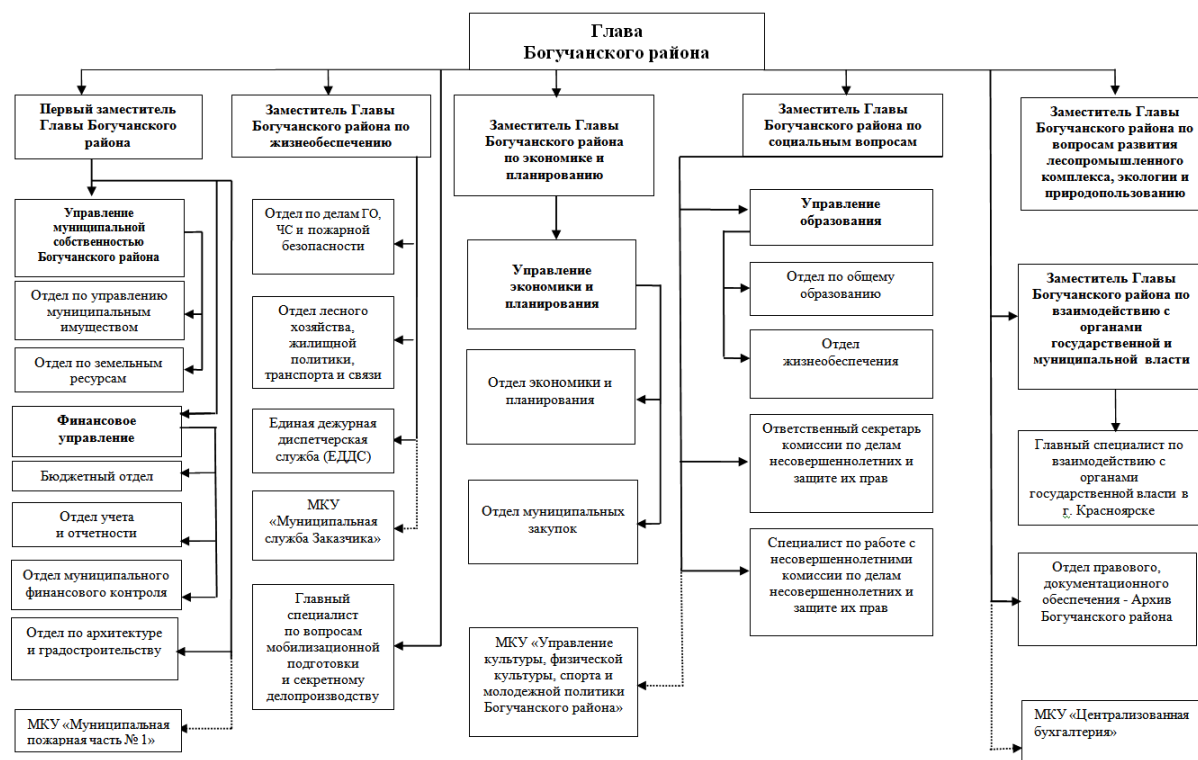 Глава
Богучанского района
Первый заместитель
Главы Богучанского
района
Управление
муниципальной
собственностью
Богучанского района
Отдел по управлению
муниципальным
имуществом
Отдел по земельным
ресурсам
Финансовое
управление
Бюджетный отдел
Отдел учета
и отчетности
Отдел муниципального
финансового контроля
Отдел по архитектуре
и градостроительству
МКУ «Муниципальная
пожарная часть № 1»
Заместитель Главы
Богучанского района по
жизнеобеспечению
Отдел по делам ГО,
ЧС и пожарной
безопасности
Отдел лесного
хозяйства,
жилищной
политики,
транспорта и связи
Единая дежурная
диспетчерская
служба (ЕДДС)
МКУ
«Муниципальная
служба Заказчика»
Главный
специалист
по вопросам
мобилизационной
подготовки
и секретному
делопроизводству
Заместитель Главы
Богучанского района
по экономике и
планированию
Управление
экономики и
планирования
Отдел экономики и
планирования
Отдел муниципальных
закупок
МКУ «Управление
культуры, физической
культуры, спорта и
молодежной политики
Богучанского района»
Заместитель Главы
Богучанского района по
социальным вопросам
Управление
образования
Отдел по общему
образованию
Отдел
жизнеобеспечения
Ответственный секретарь
комиссии по делам
несовершеннолетних и
защите их прав
Специалист по работе с
несовершеннолетними
комиссии по делам
несовершеннолетних и
защите их прав
Заместитель Главы
Богучанского района по
вопросам развития
лесопромышленного
комплекса, экологии и
природопользованию
Заместитель Главы
Богучанского района по
взаимодействию с
органами
государственной и
муниципальной власти
Главный специалист по
взаимодействию с
органами
государственной власти в
г. Красноярске
Отдел правового,
документационного
обеспечения - Архив
Богучанского района
МКУ «Централизованная
бухгалтерия»